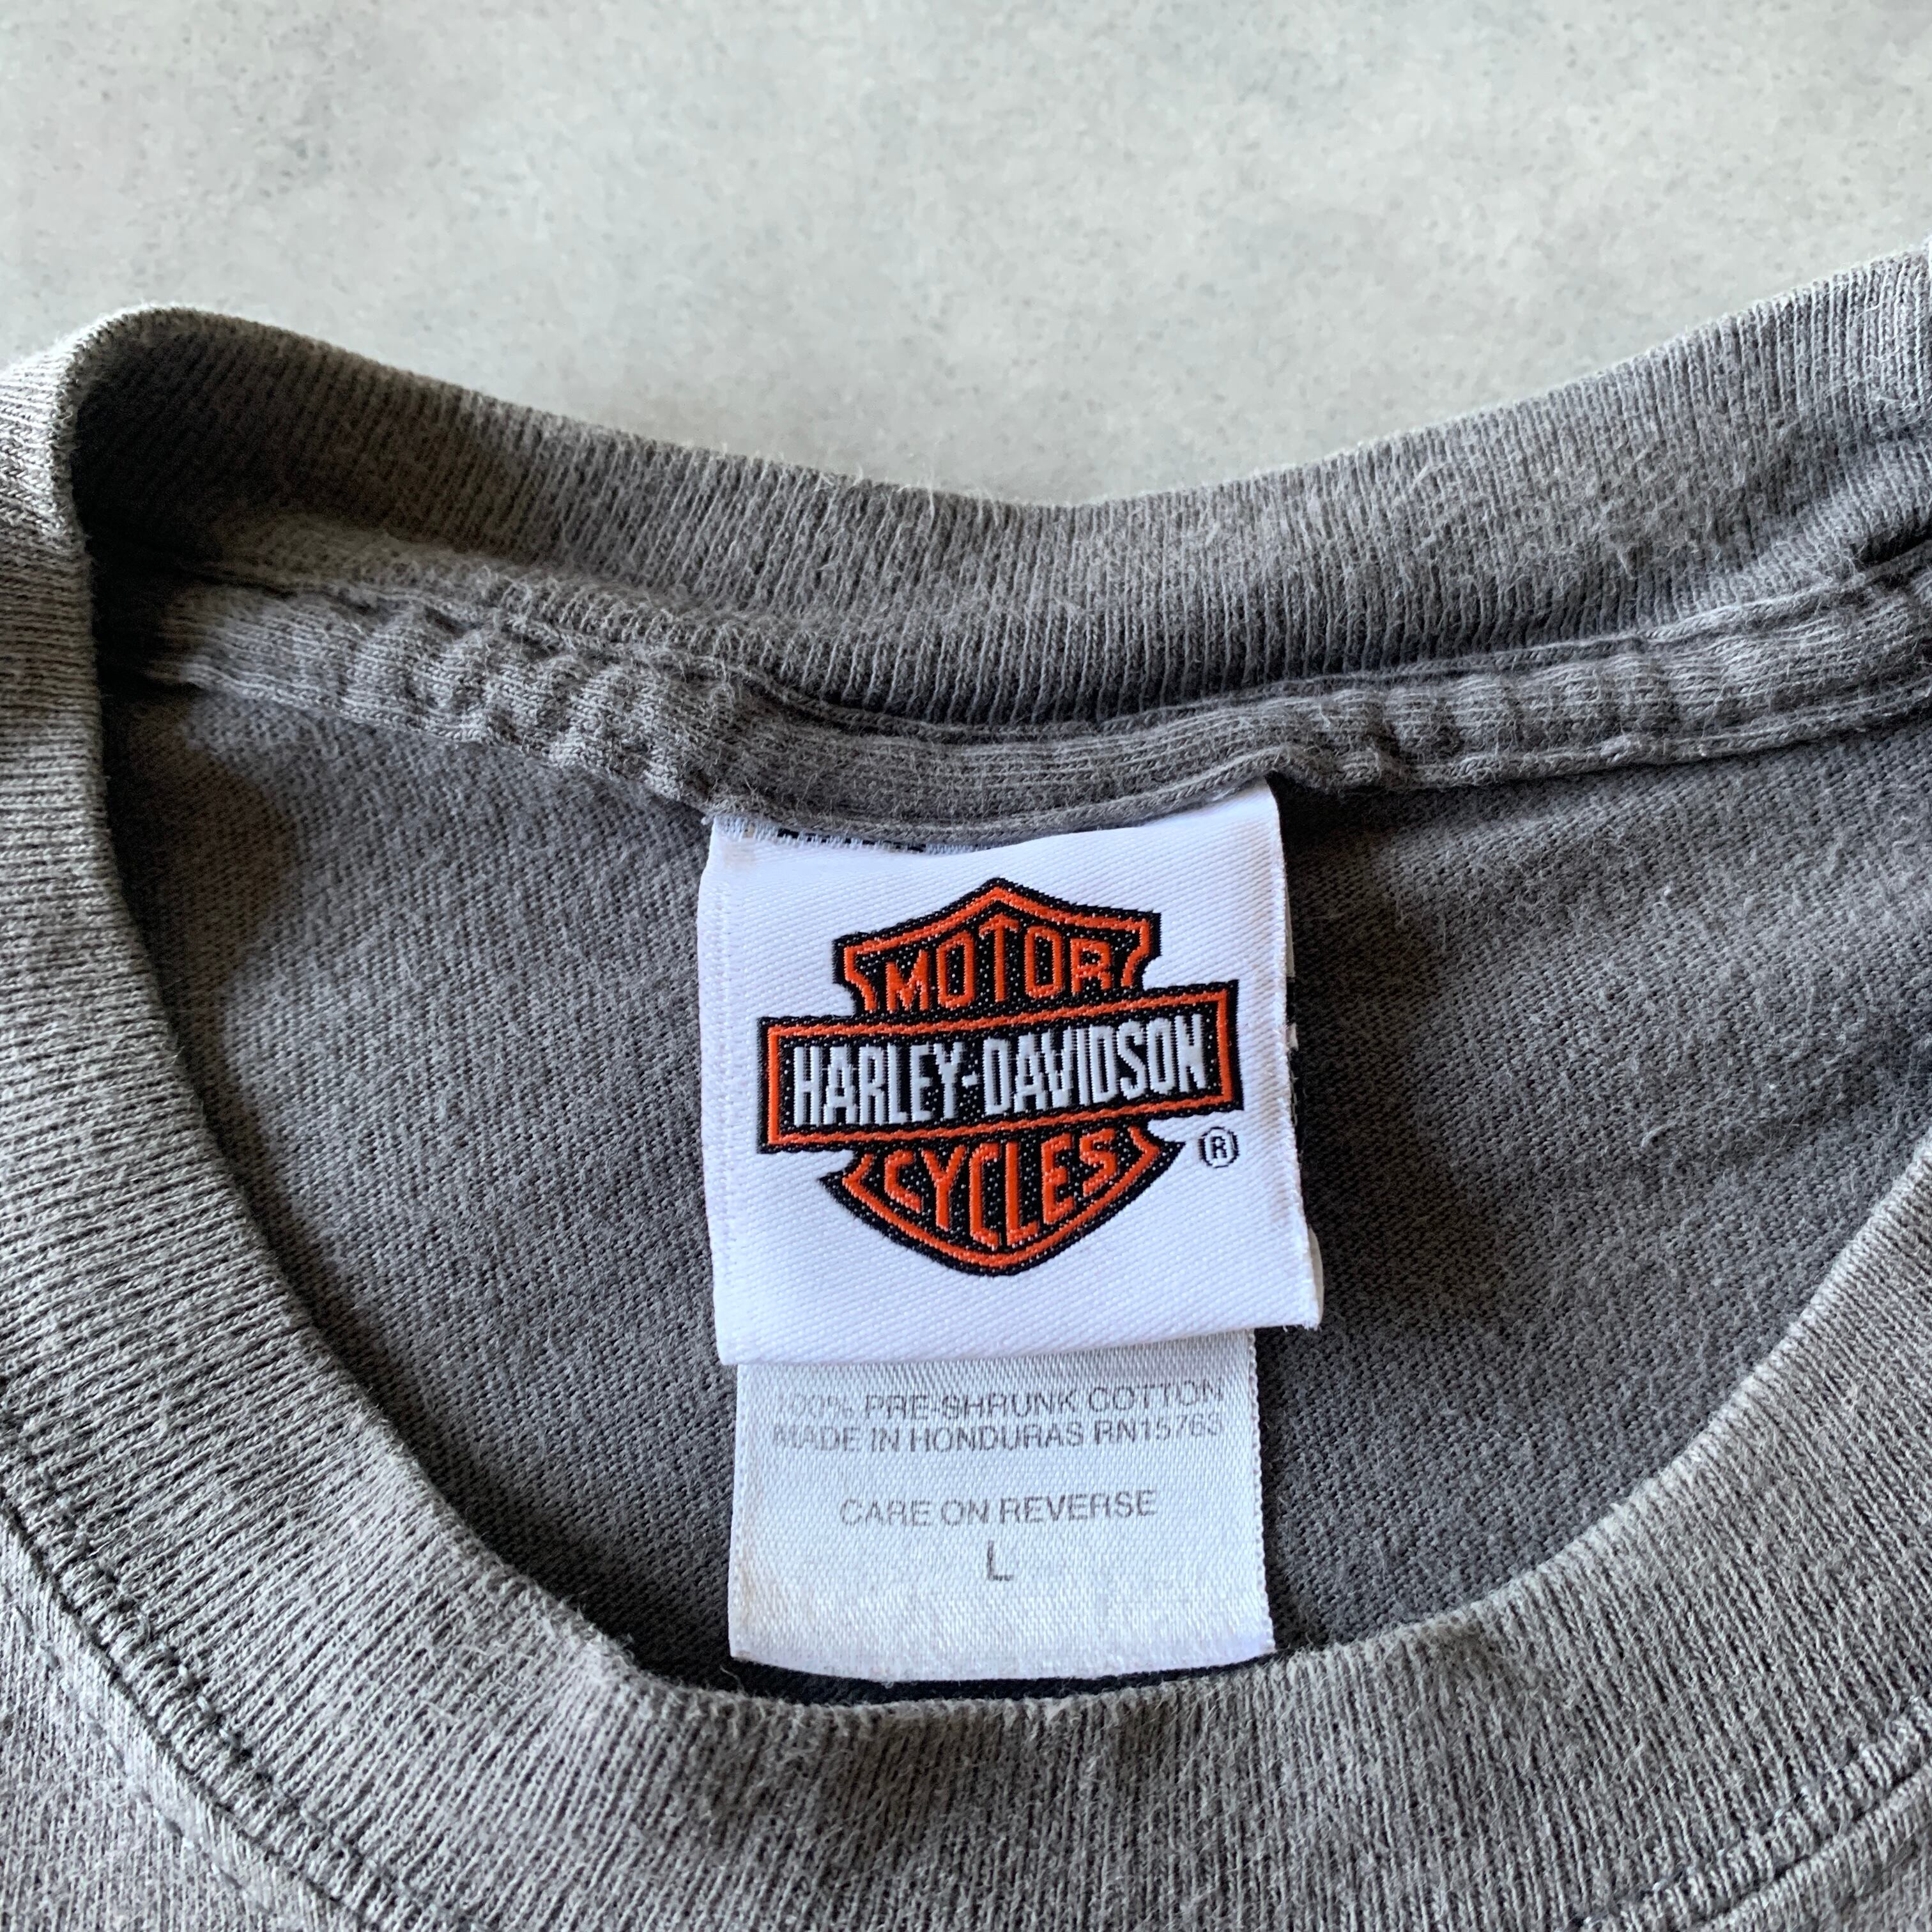 MOTOR
HARLEY-DAVIDSON
CYCLES
®
100% PRE-SHRUNK COTTON
MADE IN HONDURAS RN15763
CARE ON REVERSE
L